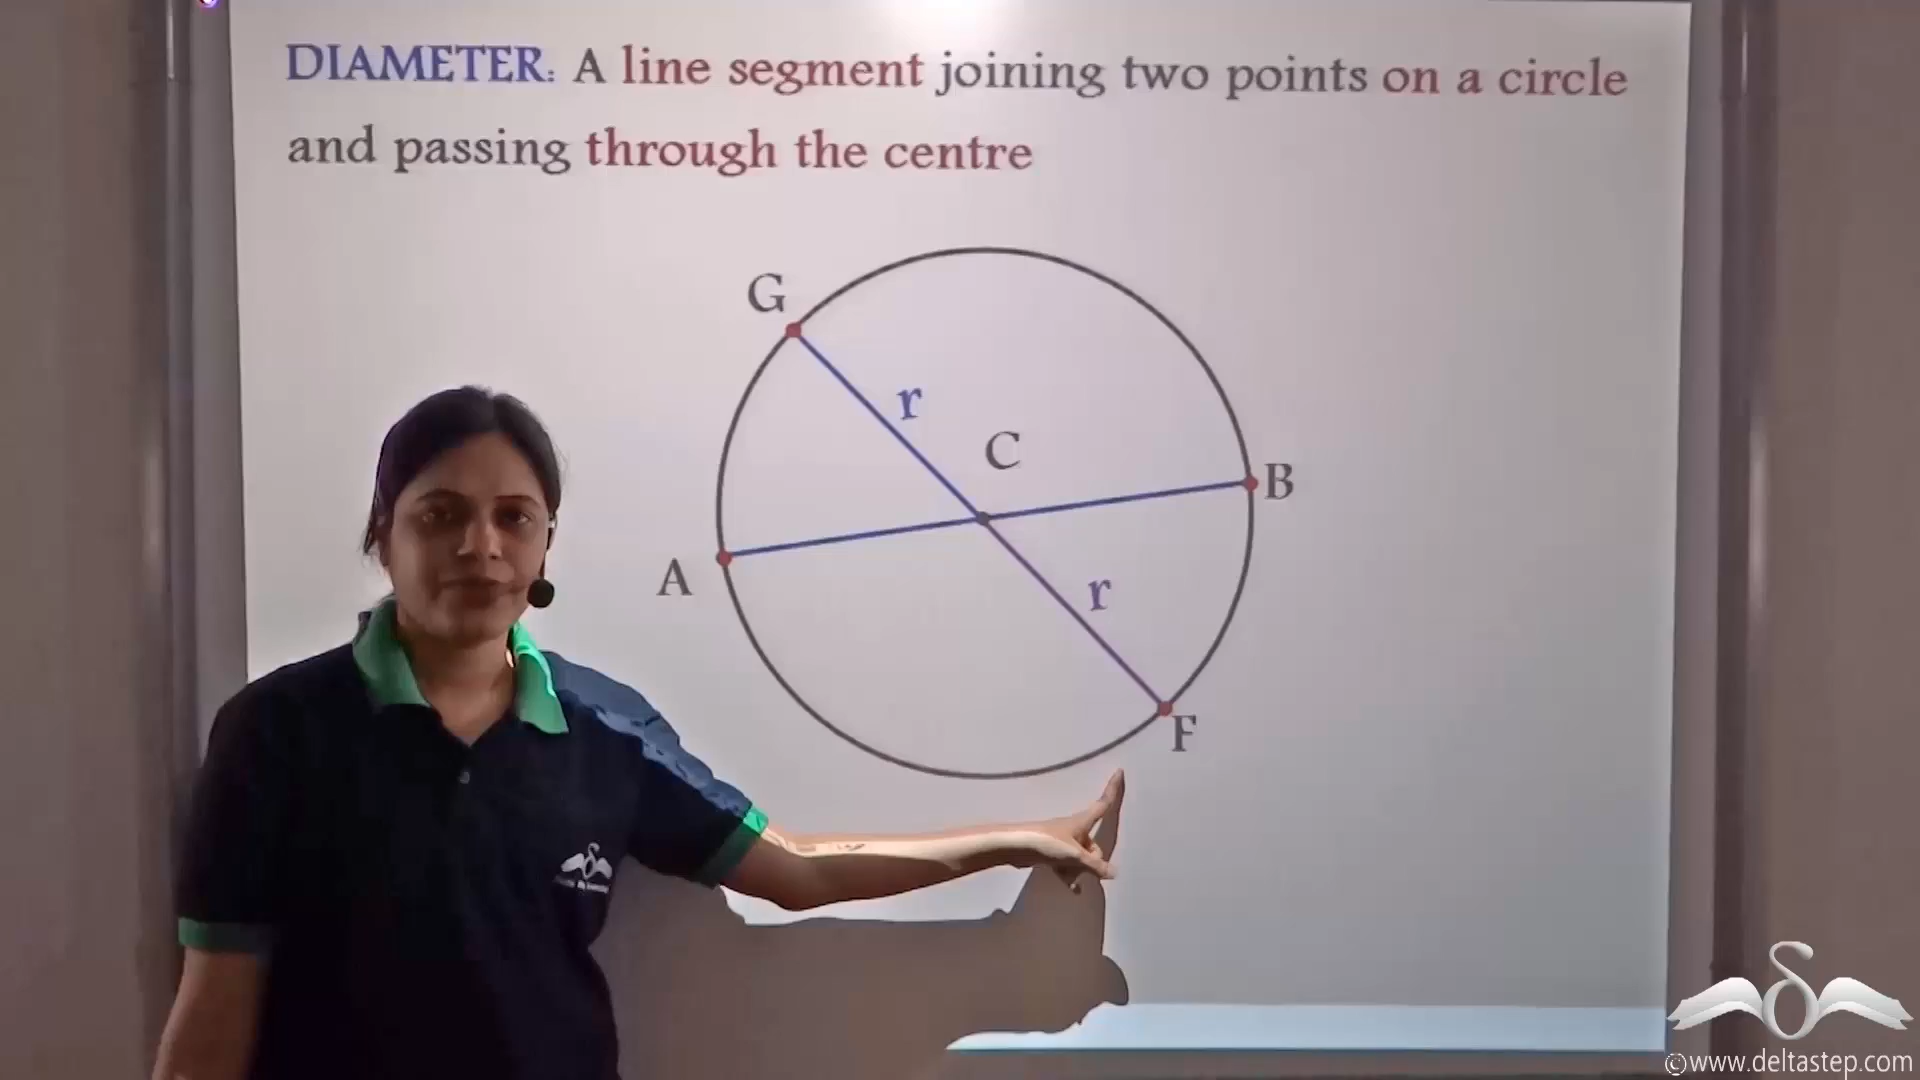 DIAMETER: A line segment joining two points on a circle
and passing through the centre
G
r
C
B
A
r
F
©www.deltastep.com